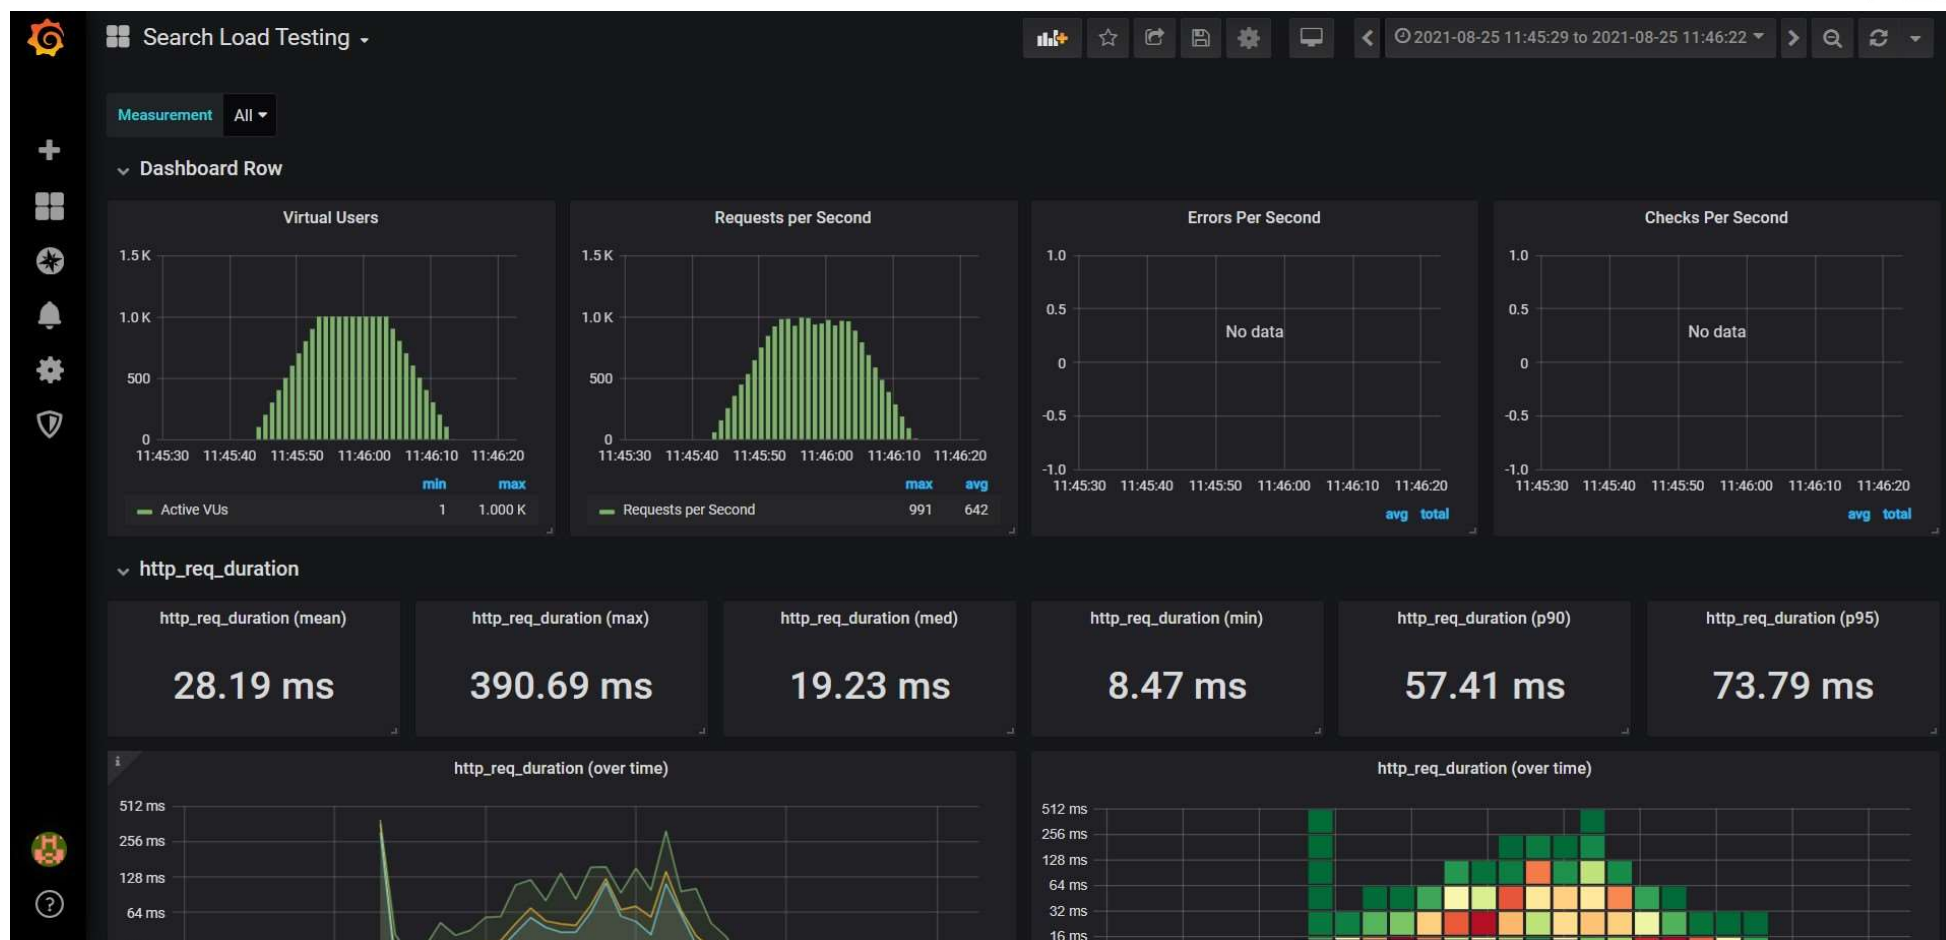 Search Load Testing
2021-08-25 11:45:29 to 2021-08-25 11:46:22
Measurement All
Dashboard Row
Virtual Users
1.5 K
1.0 K
500
0
11:45:30 11:45:40 11:45:50 11:46:00 11:46:10 11:46:20
min max
Active VUs 1 1.000 K
Requests per Second
1.5 K
1.0 K
500
0
11:45:30 11:45:40 11:45:50 11:46:00 11:46:10 11:46:20
max avg
Requests per Second 991 642
Errors Per Second
1.0
0.5
No data
0
-0.5
-1.0
11:45:30 11:45:40 11:45:50 11:46:00 11:46:10 11:46:20
avg total
Checks Per Second
1.0
0.5
No data
0
-0.5
-1.0
11:45:30 11:45:40 11:45:50 11:46:00 11:46:10 11:46:20
avg total
http_req_duration
http_req_duration (mean)
28.19 ms
http_req_duration (max)
390.69 ms
http_req_duration (med)
19.23 ms
http_req_duration (min)
8.47 ms
http_req_duration (p90)
57.41 ms
http_req_duration (p95)
73.79 ms
i
http_req_duration (over time)
512 ms
256 ms
128 ms
64 ms
http_req_duration (over time)
512 ms
256 ms
128 ms
64 ms
32 ms
16 ms